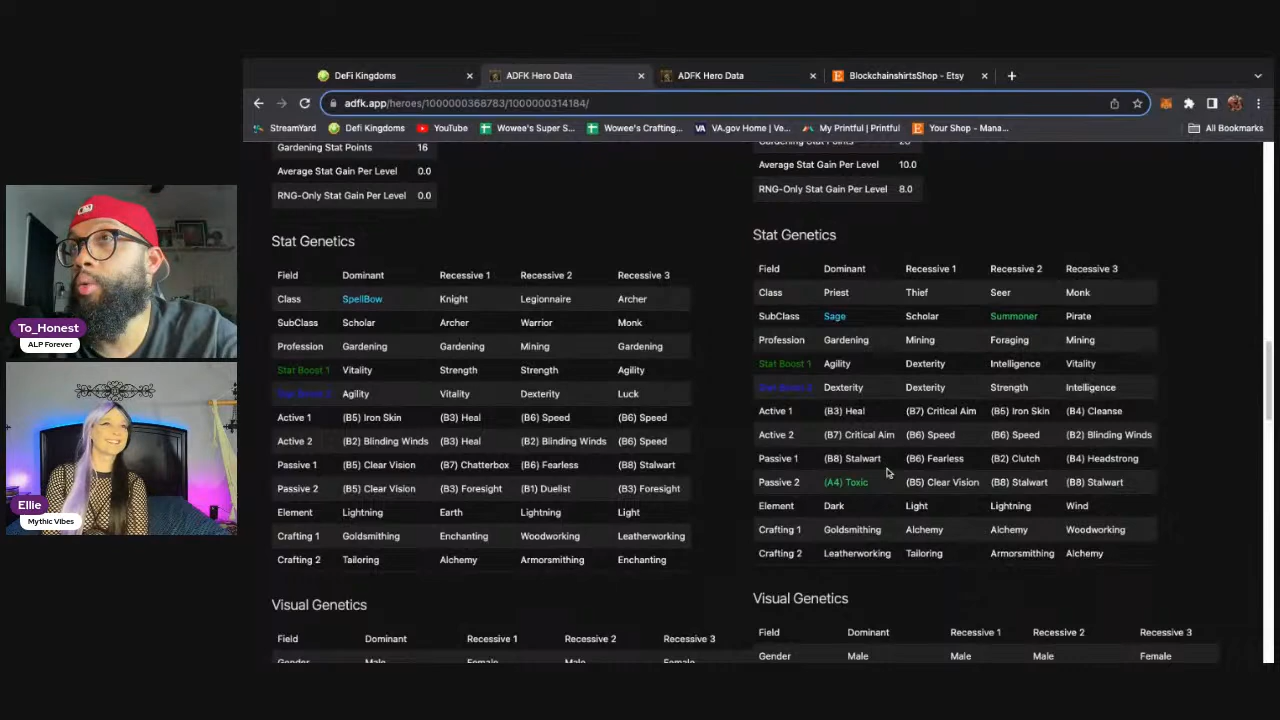 DeFi Kingdoms
ADFK Hero Data
ADFK Hero Data
BlockchainshirtsShop - Etsy
adfk.app/heroes/1000000368783/1000000314184/
StreamYard
Defi Kingdoms
YouTube
Wowee's Super S...
Wowee's Crafting...
VA.gov Home | Ve...
My Printful | Printful
Your Shop - Mana...
All Bookmarks
Gardening Stat Points 16
Average Stat Gain Per Level 0.0
RNG-Only Stat Gain Per Level 0.0
Stat Genetics
Field Dominant Recessive 1 Recessive 2 Recessive 3
Class SpellBow Knight Legionnaire Archer
SubClass Scholar Archer Warrior Monk
Profession Gardening Gardening Mining Gardening
Stat Boost 1 Vitality Strength Strength Agility
Stat Boost 2 Agility Vitality Dexterity Luck
Active 1 (B5) Iron Skin (B3) Heal (B6) Speed (B6) Speed
Active 2 (B2) Blinding Winds (B3) Heal (B2) Blinding Winds (B6) Speed
Passive 1 (B5) Clear Vision (B7) Chatterbox (B6) Fearless (B8) Stalwart
Passive 2 (B5) Clear Vision (B3) Foresight (B1) Duelist (B3) Foresight
Element Lightning Earth Lightning Light
Crafting 1 Goldsmithing Enchanting Woodworking Leatherworking
Crafting 2 Tailoring Alchemy Armorsmithing Enchanting
Visual Genetics
Field Dominant Recessive 1 Recessive 2 Recessive 3
Gender Male Female Male Female
Gardening Stat Points
Average Stat Gain Per Level 10.0
RNG-Only Stat Gain Per Level 8.0
Stat Genetics
Field Dominant Recessive 1 Recessive 2 Recessive 3
Class Priest Thief Seer Monk
SubClass Sage Scholar Summoner Pirate
Profession Gardening Mining Foraging Mining
Stat Boost 1 Agility Dexterity Intelligence Vitality
Stat Boost 2 Dexterity Dexterity Strength Intelligence
Active 1 (B3) Heal (B7) Critical Aim (B5) Iron Skin (B4) Cleanse
Active 2 (B7) Critical Aim (B6) Speed (B6) Speed (B2) Blinding Winds
Passive 1 (B8) Stalwart (B6) Fearless (B2) Clutch (B4) Headstrong
Passive 2 (A4) Toxic (B5) Clear Vision (B8) Stalwart (B8) Stalwart
Element Dark Light Lightning Wind
Crafting 1 Goldsmithing Alchemy Alchemy Woodworking
Crafting 2 Leatherworking Tailoring Armorsmithing Alchemy
Visual Genetics
Field Dominant Recessive 1 Recessive 2 Recessive 3
Gender Male Male Male Female
To_Honest
ALP Forever
Ellie
Mythic Vibes